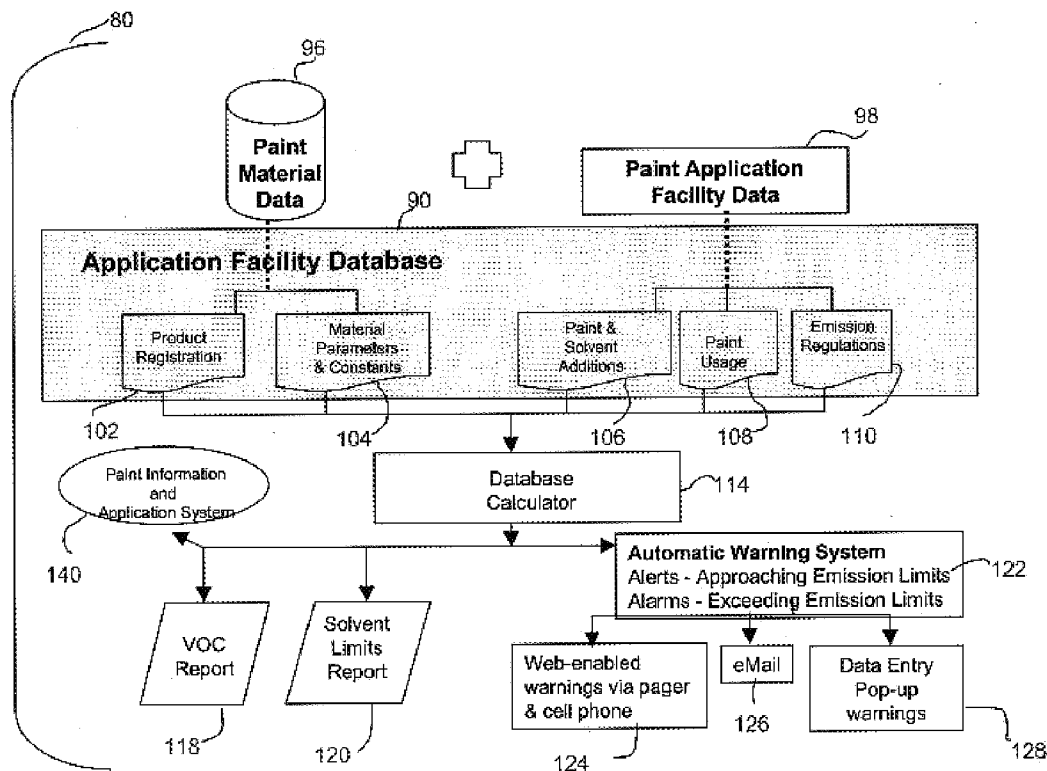 80
96
Paint
Material
Data
98
Paint Application
Facility Data
90
Application Facility Database
Product
Registration
Material
Parameters
& Constants
Paint &
Solvent
Additions
Paint
Usage
Emission
Regulations
102
104
106
108
110
Paint Information
and
Application System
140
Database
Calculator
114
Automatic Warning System
Alerts - Approaching Emission Limits
Alarms - Exceeding Emission Limits
122
VOC
Report
118
Solvent
Limits
Report
120
Web-enabled
warnings via pager
& cell phone
124
eMail
126
Data Entry
Pop-up
warnings
128